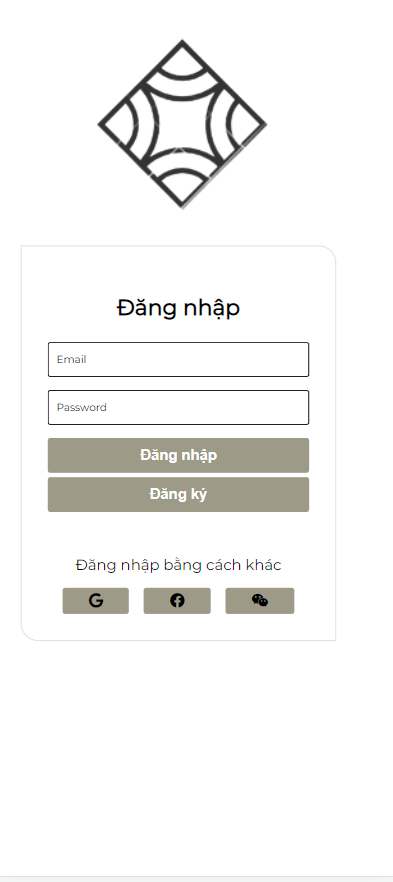 Đăng nhập
Email
Password
Đăng nhập
Đăng ký
Đăng nhập bằng cách khác